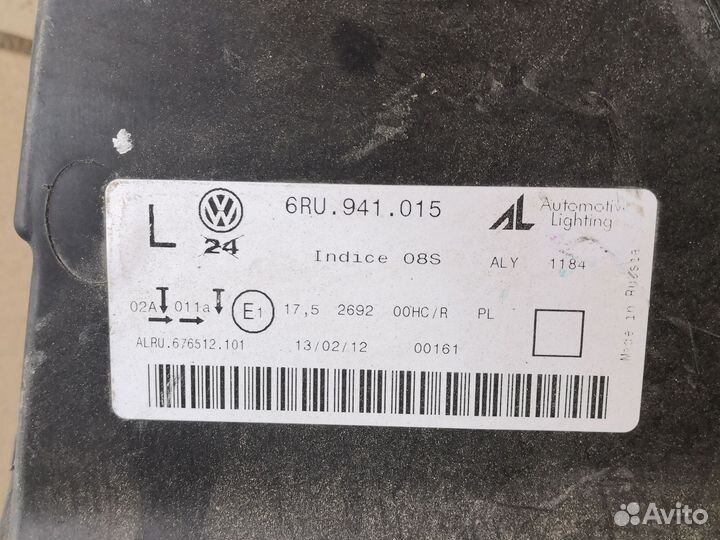 L
6RU.941.015
AL Automotive
Lighting
24
Indice 08S
ALY 1184
02A 011a E1 17,5 2692 00HC/R PL
ALRU.676512.101 13/02/12 00161
Made in Russia
Avito